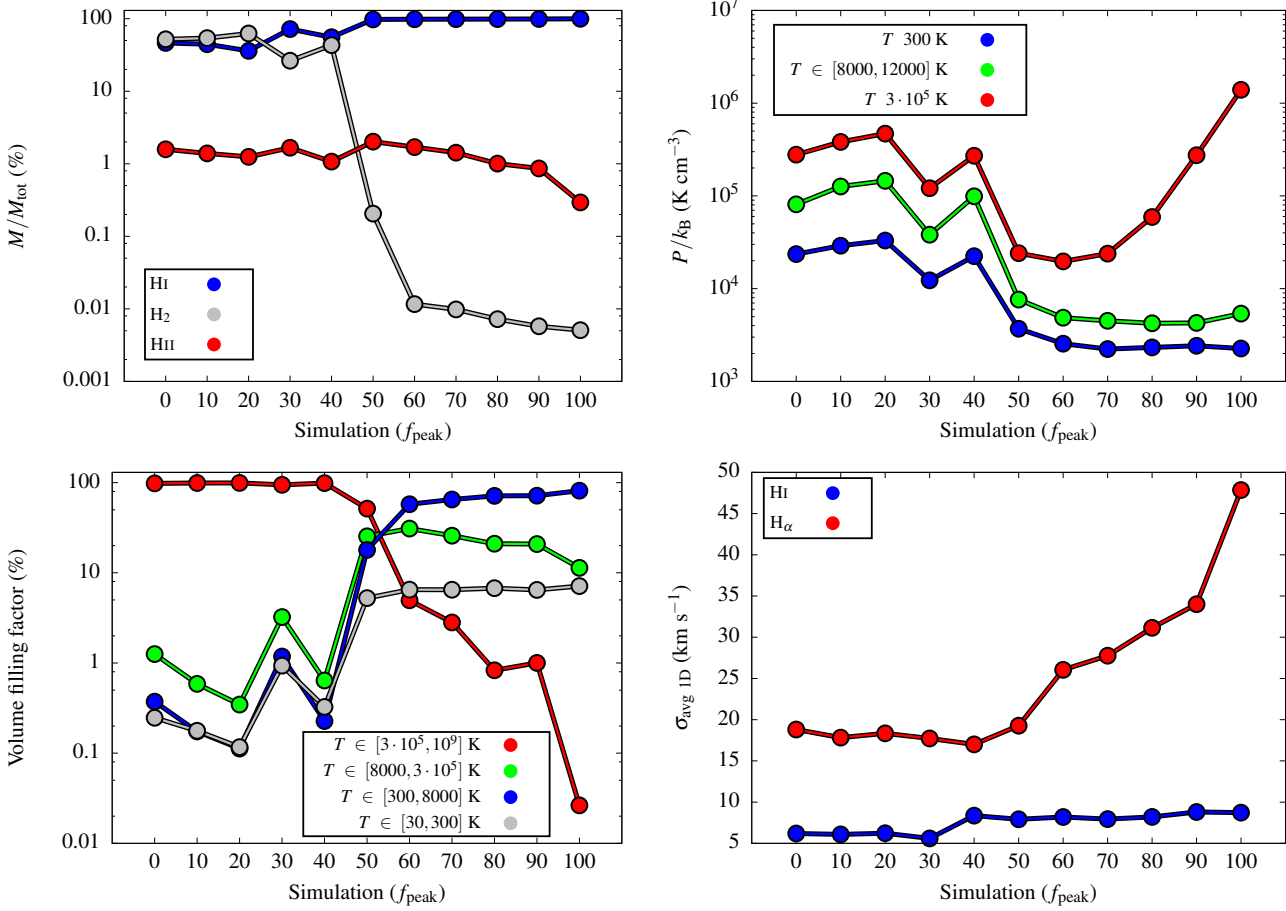 100
10
1
0.1
0.01
0.001
M/M_tot (%)
HI
H₂
HII
0 10 20 30 40 50 60 70 80 90 100
Simulation (f_peak)
10⁷
10⁶
10⁵
10⁴
10³
P/k_B (K cm⁻³)
T 300 K
T ∈ [8000, 12000] K
T 3·10⁵ K
0 10 20 30 40 50 60 70 80 90 100
Simulation (f_peak)
100
10
1
0.1
0.01
Volume filling factor (%)
T ∈ [3·10⁵, 10⁹] K
T ∈ [8000, 3·10⁵] K
T ∈ [300, 8000] K
T ∈ [30, 300] K
0 10 20 30 40 50 60 70 80 90 100
Simulation (f_peak)
50
45
40
35
30
25
20
15
10
5
σ_avg 1D (km s⁻¹)
HI
H_α
0 10 20 30 40 50 60 70 80 90 100
Simulation (f_peak)